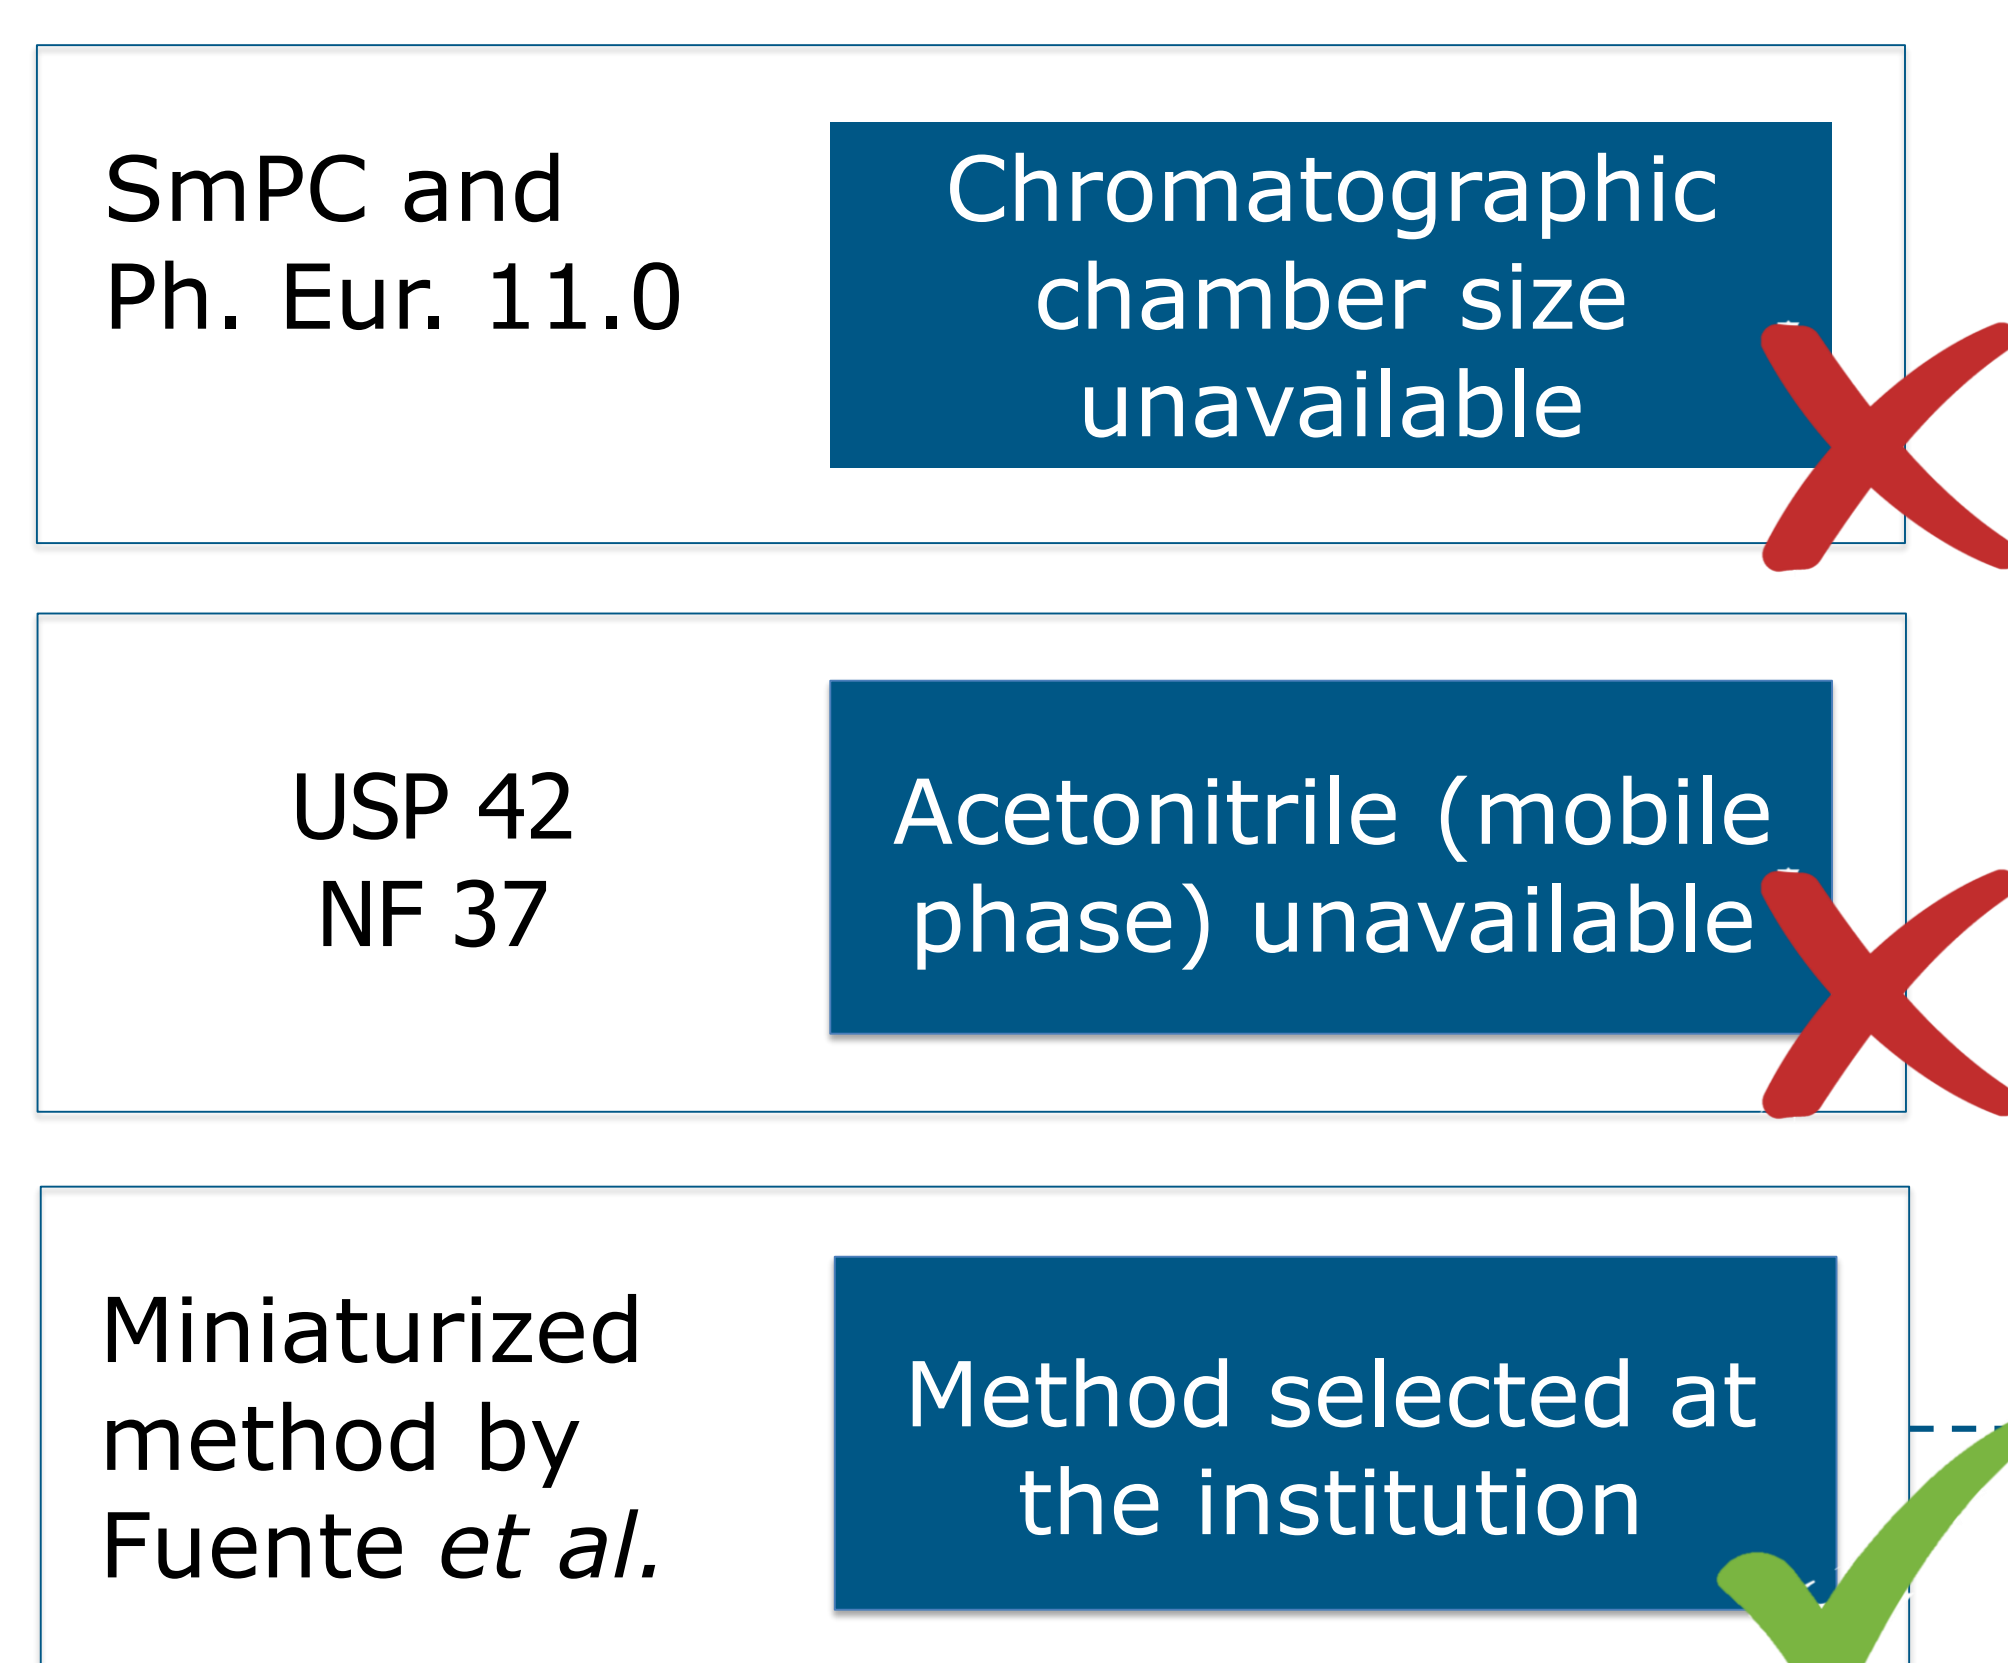 SmPC and
Ph. Eur. 11.0
Chromatographic
chamber size
unavailable
USP 42
NF 37
Acetonitrile (mobile
phase) unavailable
Miniaturized
method by
Fuente et al.
Method selected at
the institution